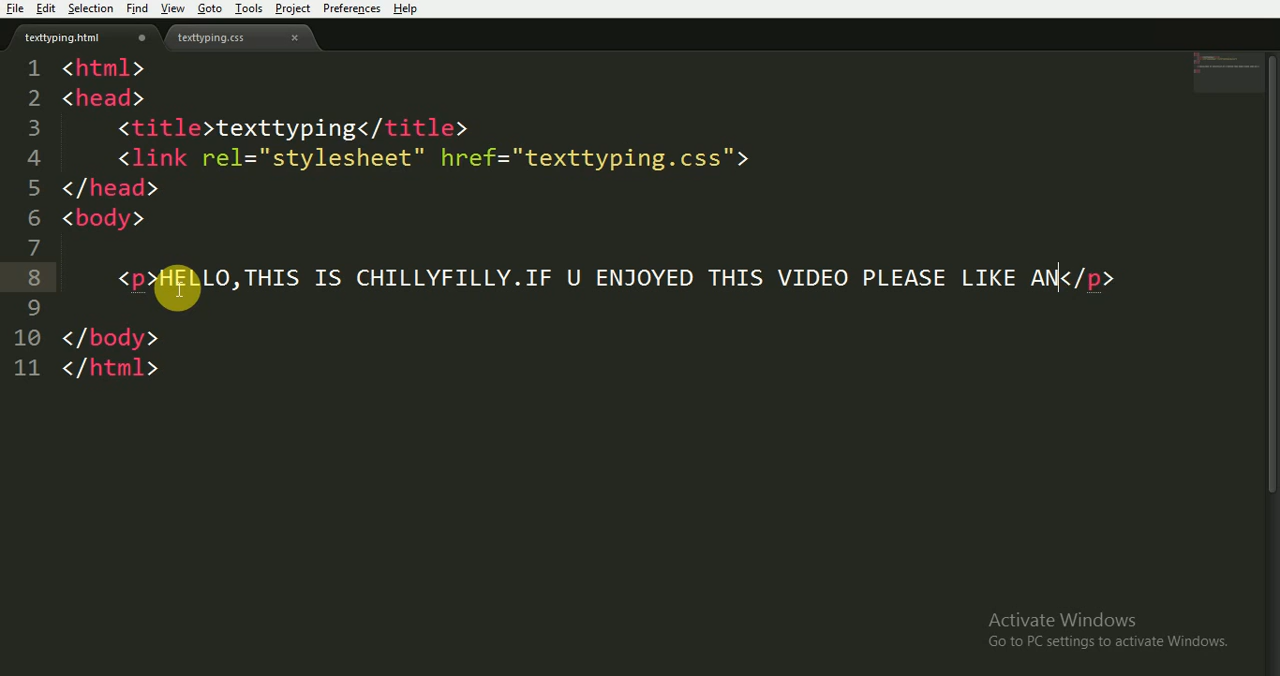 File Edit Selection Find View Goto Tools Project Preferences Help
texttyping.html texttyping.css ×
1 <html>
2 <head>
3 <title>texttyping</title>
4 <link rel="stylesheet" href="texttyping.css">
5 </head>
6 <body>
7
8 <p>HELLO,THIS IS CHILLYFILLY.IF U ENJOYED THIS VIDEO PLEASE LIKE AN</p>
9
10 </body>
11 </html>
Activate Windows
Go to PC settings to activate Windows.